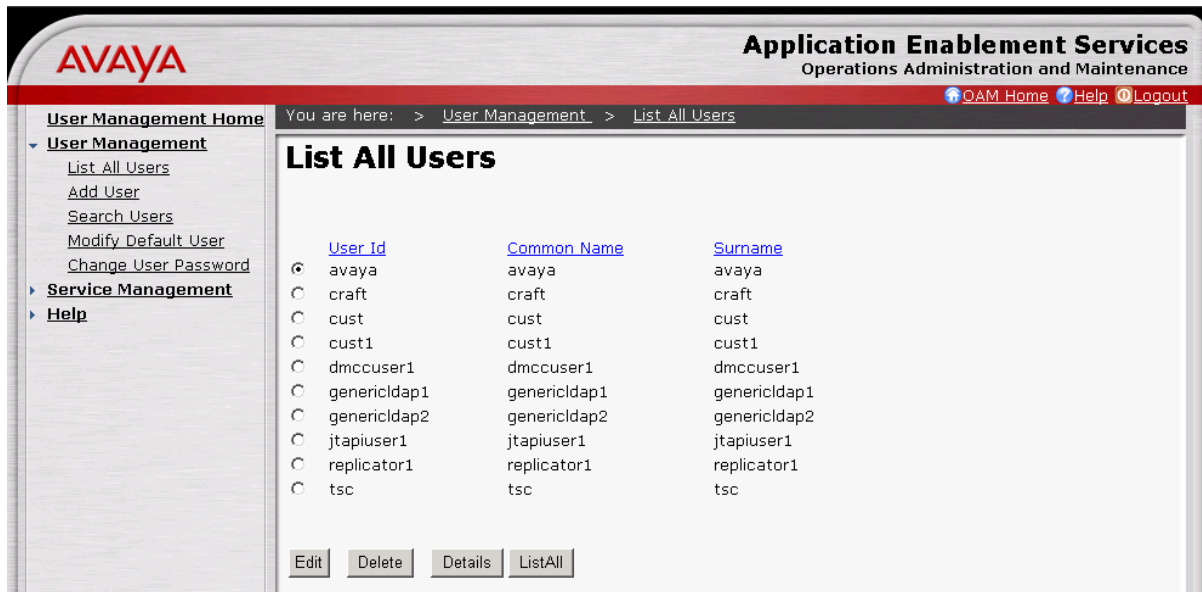 AVAYA
Application Enablement Services
Operations Administration and Maintenance
OAM Home Help Logout
User Management Home
User Management
List All Users
Add User
Search Users
Modify Default User
Change User Password
Service Management
Help
You are here: > User Management > List All Users
List All Users
User Id Common Name Surname
avaya avaya avaya
craft craft craft
cust cust cust
cust1 cust1 cust1
dmccuser1 dmccuser1 dmccuser1
genericldap1 genericldap1 genericldap1
genericldap2 genericldap2 genericldap2
jtapiuser1 jtapiuser1 jtapiuser1
replicator1 replicator1 replicator1
tsc tsc tsc
Edit Delete Details ListAll